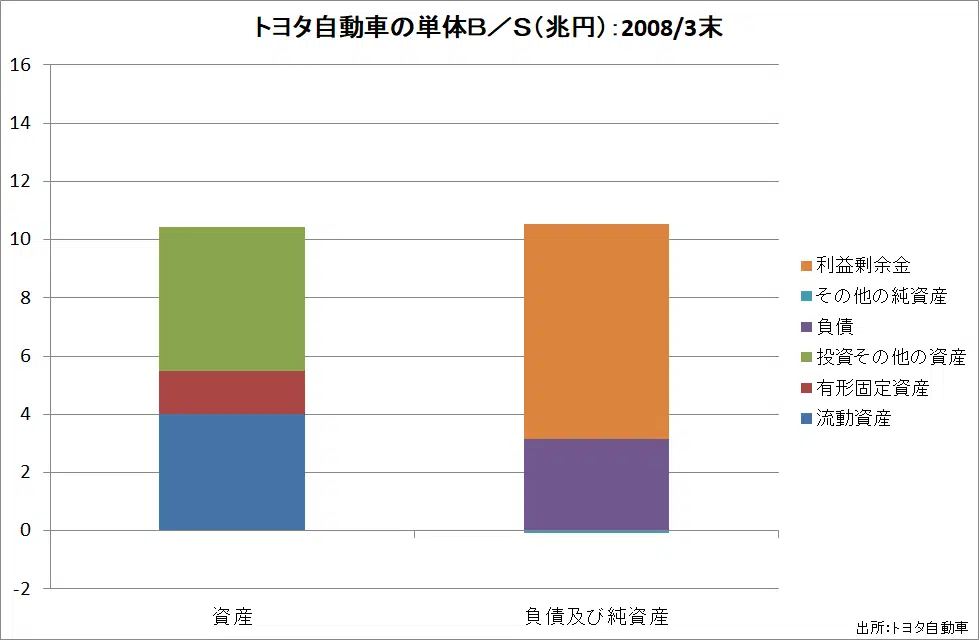 トヨタ自動車の単体B／S（兆円）：2008/3末
16
14
12
10
8
6
4
2
0
-2
資産
負債及び純資産
利益剰余金
その他の純資産
負債
投資その他の資産
有形固定資産
流動資産
出所：トヨタ自動車